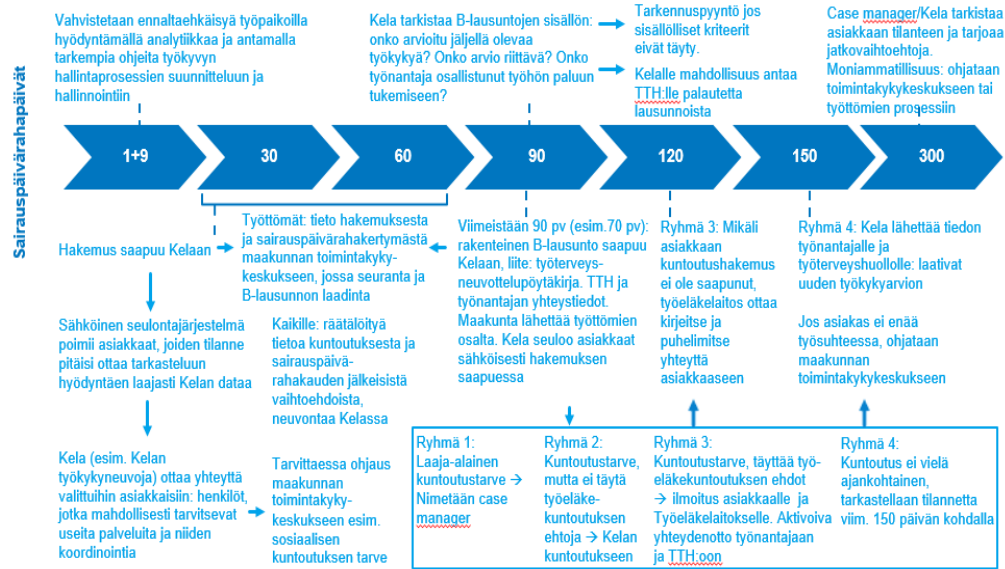 Sairauspäivärahapäivät
Vahvistetaan ennaltaehkäisyä työpaikoilla
hyödyntämällä analytiikkaa ja antamalla
tarkempia ohjeita työkyvyn
hallintaprosessien suunnitteluun ja
hallinnointiin
Kela tarkistaa B-lausuntojen sisällön:
onko arvioitu jäljellä olevaa
työkykyä? Onko arvio riittävä? Onko
työnantaja osallistunut työhön paluun
tukemiseen?
Tarkennuspyyntö jos
sisällölliset kriteerit
eivät täyty.
Kelalle mahdollisuus antaa
TTH:lle palautetta
lausunnoista
Case manager/Kela tarkistaa
asiakkaan tilanteen ja tarjoaa
jatkovaihtoehtoja.
Moniammatillisuus: ohjataan
toimintakykykeskukseen tai
työttömien prosessiin
1+9
30
60
90
120
150
300
Hakemus saapuu Kelaan
Sähköinen seulontajärjestelmä
poimii asiakkaat, joiden tilanne
pitäisi ottaa tarkasteluun
hyödyntäen laajasti Kelan dataa
Kela (esim. Kelan
työkykyneuvoja) ottaa yhteyttä
valittuihin asiakkaisiin: henkilöt,
jotka mahdollisesti tarvitsevat
useita palveluita ja niiden
koordinointia
Työttömät: tieto hakemuksesta
ja sairauspäivärahakertymästä
maakunnan toimintakyky-
keskukseen, jossa seuranta ja
B-lausunnon laadinta
Kaikille: räätälöityä
tietoa kuntoutuksesta ja
sairauspäivä-
rahakauden jälkeisistä
vaihtoehdoista,
neuvontaa Kelassa
Tarvittaessa ohjaus
maakunnan
toimintakyky-
keskukseen esim.
sosiaalisen
kuntoutuksen tarve
Viimeistään 90 pv (esim.70 pv):
rakenteinen B-lausunto saapuu
Kelaan, liite: työterveys-
neuvottelupöytäkirja. TTH ja
työnantajan yhteystiedot.
Maakunta lähettää työttömien
osalta. Kela seuloo asiakkaat
sähköisesti hakemuksen
saapuessa
Ryhmä 3: Mikäli
asiakkaan
kuntoutushakemus
ei ole saapunut,
työeläkelaitos ottaa
kirjeitse ja
puhelimitse
yhteyttä
asiakkaaseen
Ryhmä 4: Kela lähettää tiedon
työnantajalle ja
työterveyshuollolle: laativat
uuden työkykyarvion
Jos asiakas ei enää
työsuhteessa, ohjataan
maakunnan
toimintakykykeskukseen
Ryhmä 1:
Laaja-alainen
kuntoutustarve →
Nimetään case
manager
Ryhmä 2:
Kuntoutustarve,
mutta ei täytä
työeläke-
kuntoutuksen
ehtoja → Kelan
kuntoutukseen
Ryhmä 3:
Kuntoutustarve, täyttää työ-
eläkekuntoutuksen ehdot
→ ilmoitus asiakkaalle ja
Työeläkelaitokselle. Aktivoiva
yhteydenotto työnantajaan
ja TTH:oon
Ryhmä 4:
Kuntoutus ei vielä
ajankohtainen,
tarkastellaan tilannetta
viim. 150 päivän kohdalla